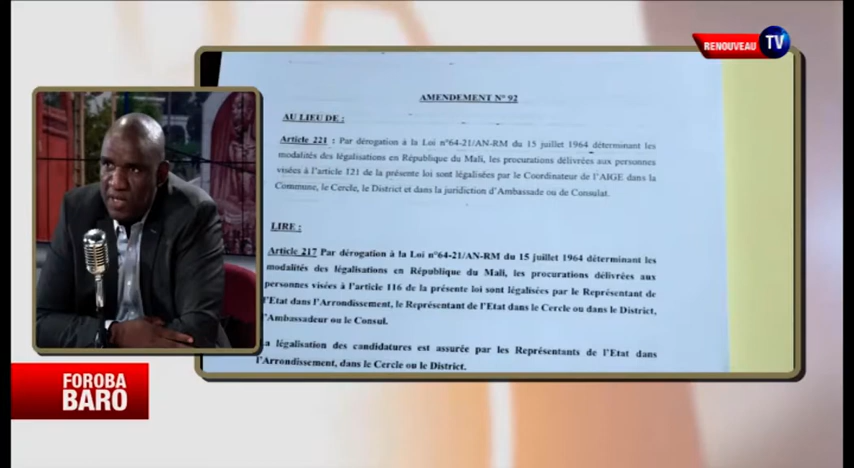 RENOUVEAU TV
AMENDEMENT N° 92
AU LIEU DE :
Article 221 : Par dérogation à la Loi n°64-21/AN-RM du 15 juillet 1964 déterminant les
modalités des légalisations en République du Mali, les procurations délivrées aux personnes
visées à l'article 121 de la présente loi sont légalisées par le Coordinateur de l'AIGE dans la
Commune, le Cercle, le District et dans la juridiction d'Ambassade ou de Consulat.
LIRE :
Article 217 Par dérogation à la Loi n°64-21/AN-RM du 15 juillet 1964 déterminant les
modalités des légalisations en République du Mali, les procurations délivrées aux
personnes visées à l'article 116 de la présente loi sont légalisées par le Représentant de
l'Etat dans l'Arrondissement, le Représentant de l'Etat dans le Cercle ou dans le District,
l'Ambassadeur ou le Consul.
La légalisation des candidatures est assurée par les Représentants de l'Etat dans
l'Arrondissement, dans le Cercle ou le District.
FOROBA
BARO